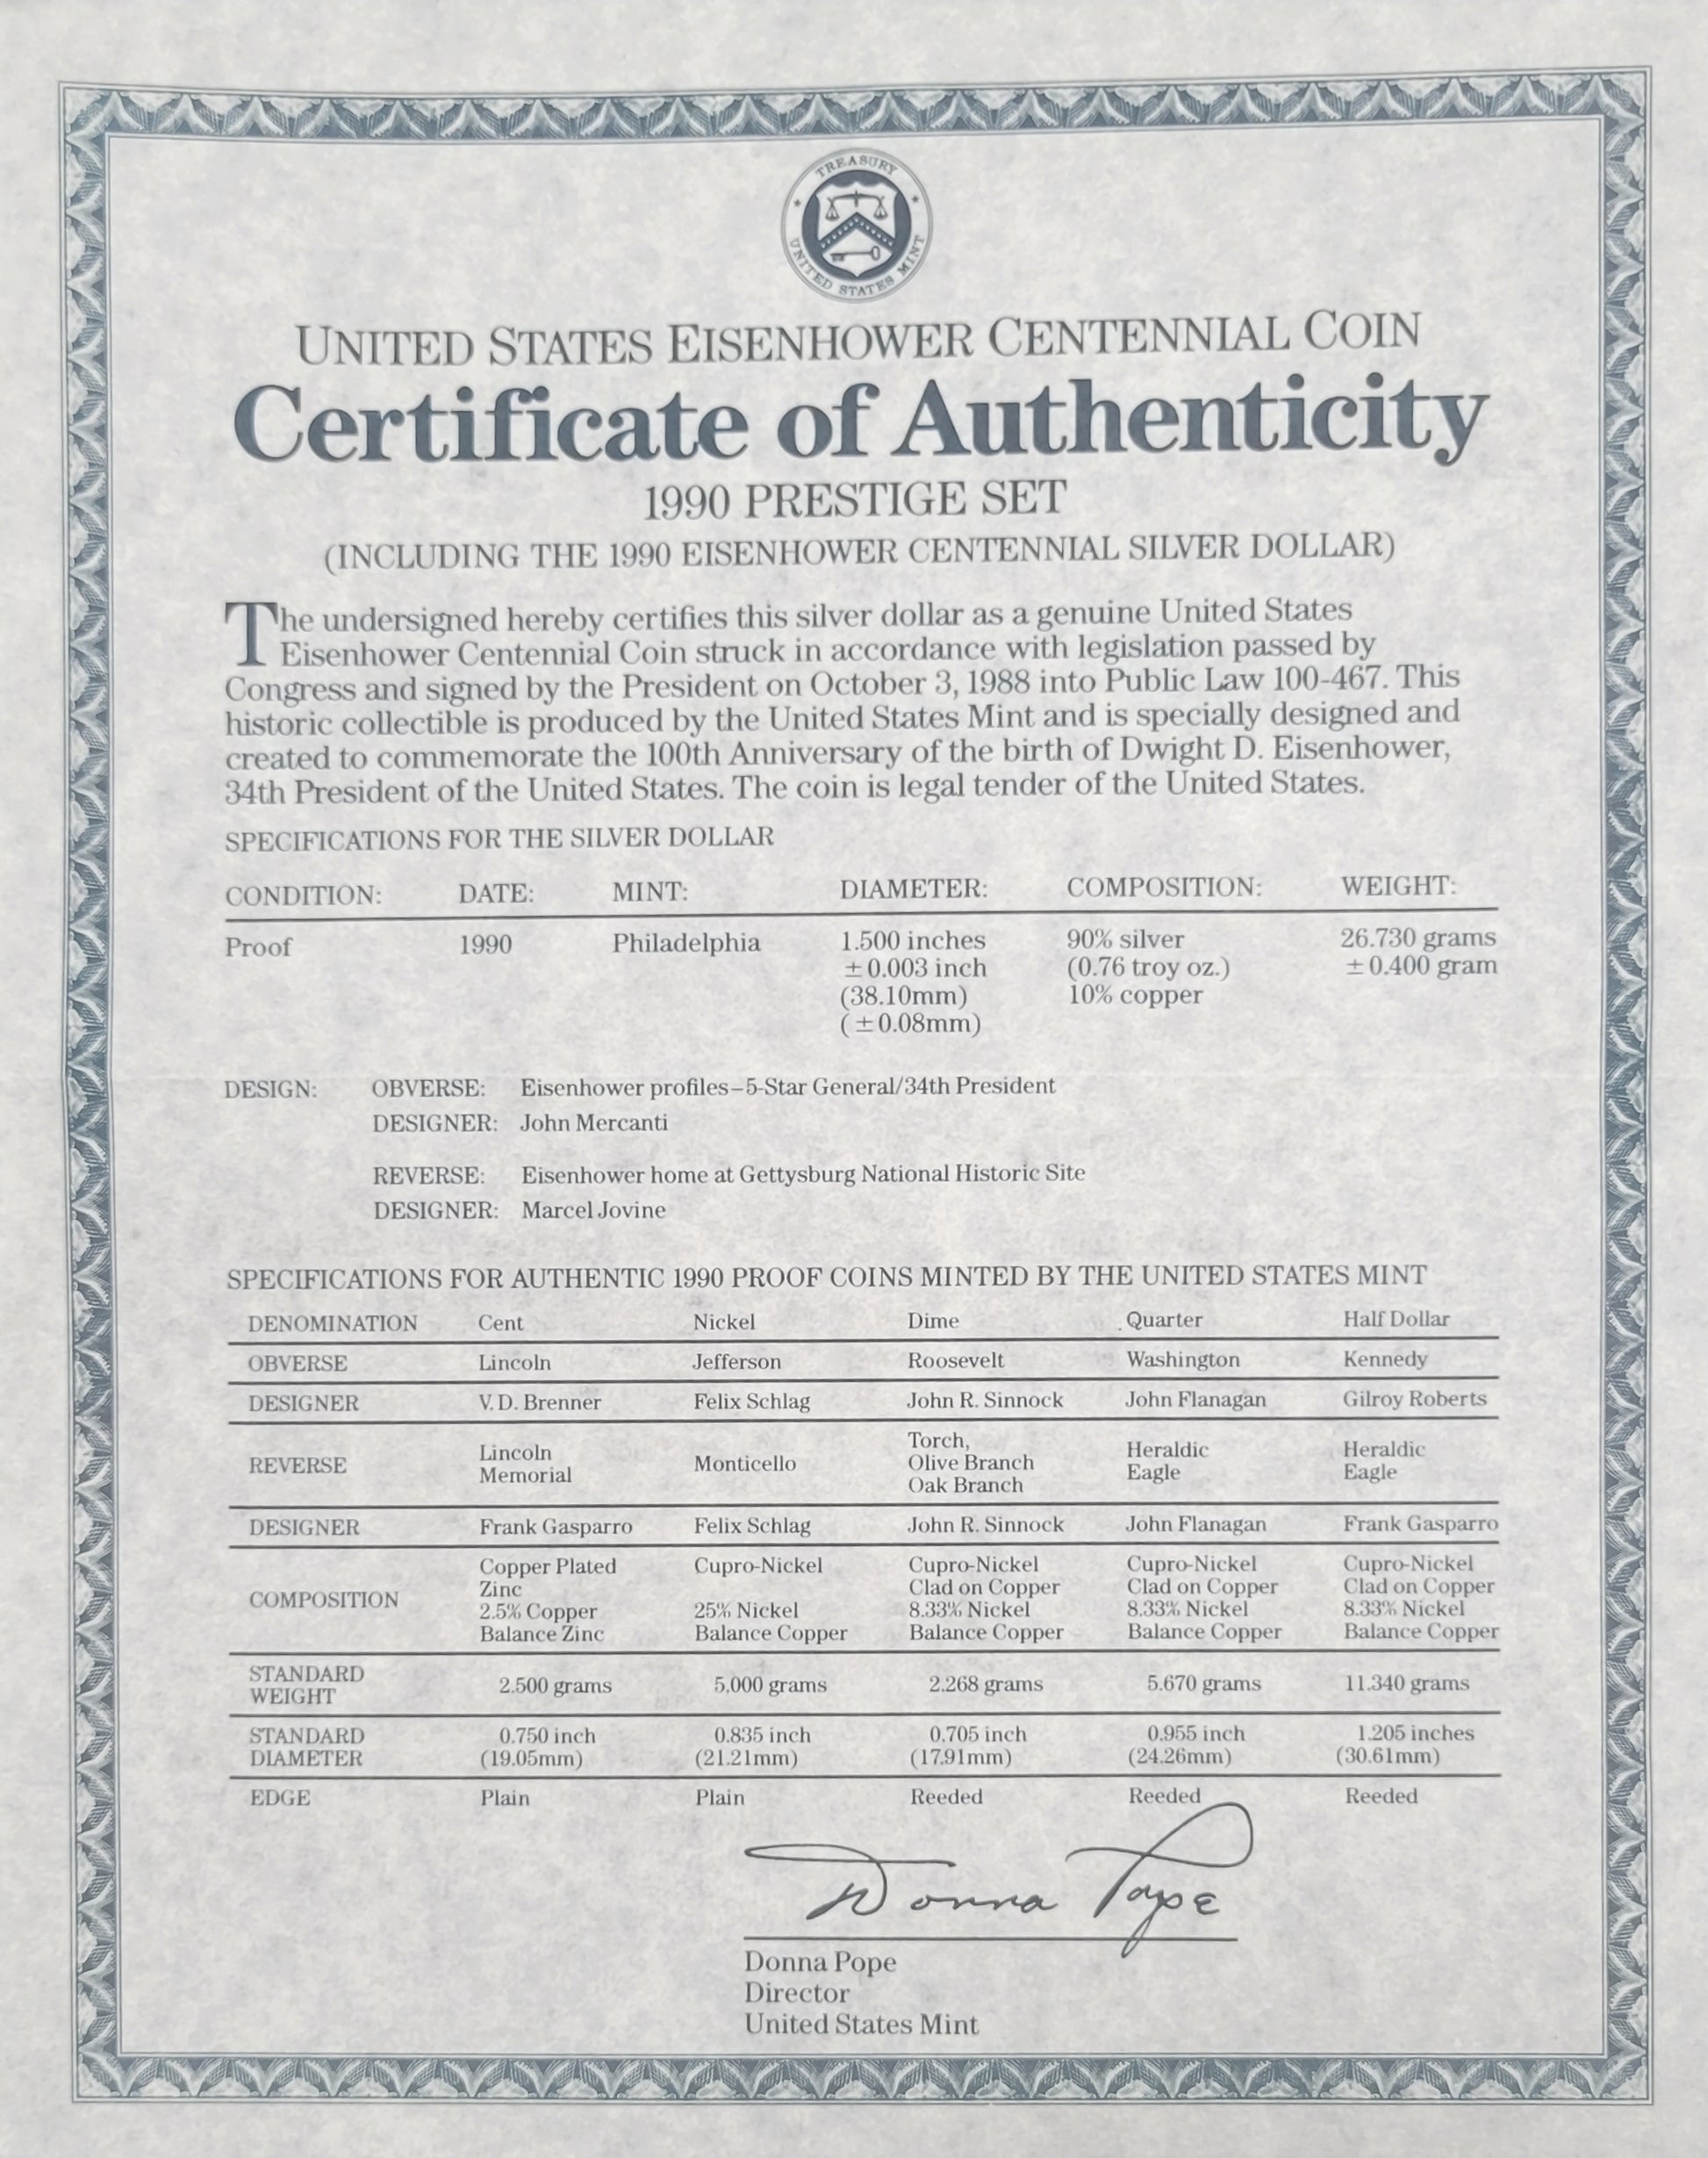 TREASURY
UNITED STATES MINT
UNITED STATES EISENHOWER CENTENNIAL COIN
Certificate of Authenticity
1990 PRESTIGE SET
(INCLUDING THE 1990 EISENHOWER CENTENNIAL SILVER DOLLAR)
The undersigned hereby certifies this silver dollar as a genuine United States
Eisenhower Centennial Coin struck in accordance with legislation passed by
Congress and signed by the President on October 3, 1988 into Public Law 100-467. This
historic collectible is produced by the United States Mint and is specially designed and
created to commemorate the 100th Anniversary of the birth of Dwight D. Eisenhower,
34th President of the United States. The coin is legal tender of the United States.
SPECIFICATIONS FOR THE SILVER DOLLAR
CONDITION: DATE: MINT: DIAMETER: COMPOSITION: WEIGHT:
Proof 1990 Philadelphia 1.500 inches 90% silver 26.730 grams
±0.003 inch (0.76 troy oz.) ±0.400 gram
(38.10mm) 10% copper
(±0.08mm)
DESIGN: OBVERSE: Eisenhower profiles–5-Star General/34th President
DESIGNER: John Mercanti
REVERSE: Eisenhower home at Gettysburg National Historic Site
DESIGNER: Marcel Jovine
SPECIFICATIONS FOR AUTHENTIC 1990 PROOF COINS MINTED BY THE UNITED STATES MINT
DENOMINATION Cent Nickel Dime Quarter Half Dollar
OBVERSE Lincoln Jefferson Roosevelt Washington Kennedy
DESIGNER V. D. Brenner Felix Schlag John R. Sinnock John Flanagan Gilroy Roberts
REVERSE Lincoln Memorial Monticello Torch, Olive Branch Oak Branch Heraldic Eagle Heraldic Eagle
DESIGNER Frank Gasparro Felix Schlag John R. Sinnock John Flanagan Frank Gasparro
COMPOSITION Copper Plated Cupro-Nickel Cupro-Nickel Cupro-Nickel Cupro-Nickel
Zinc Clad on Copper Clad on Copper Clad on Copper
2.5% Copper 25% Nickel 8.33% Nickel 8.33% Nickel 8.33% Nickel
Balance Zinc Balance Copper Balance Copper Balance Copper Balance Copper
STANDARD WEIGHT 2.500 grams 5.000 grams 2.268 grams 5.670 grams 11.340 grams
STANDARD 0.750 inch 0.835 inch 0.705 inch 0.955 inch 1.205 inches
DIAMETER (19.05mm) (21.21mm) (17.91mm) (24.26mm) (30.61mm)
EDGE Plain Plain Reeded Reeded Reeded
Donna Pope
Donna Pope
Director
United States Mint